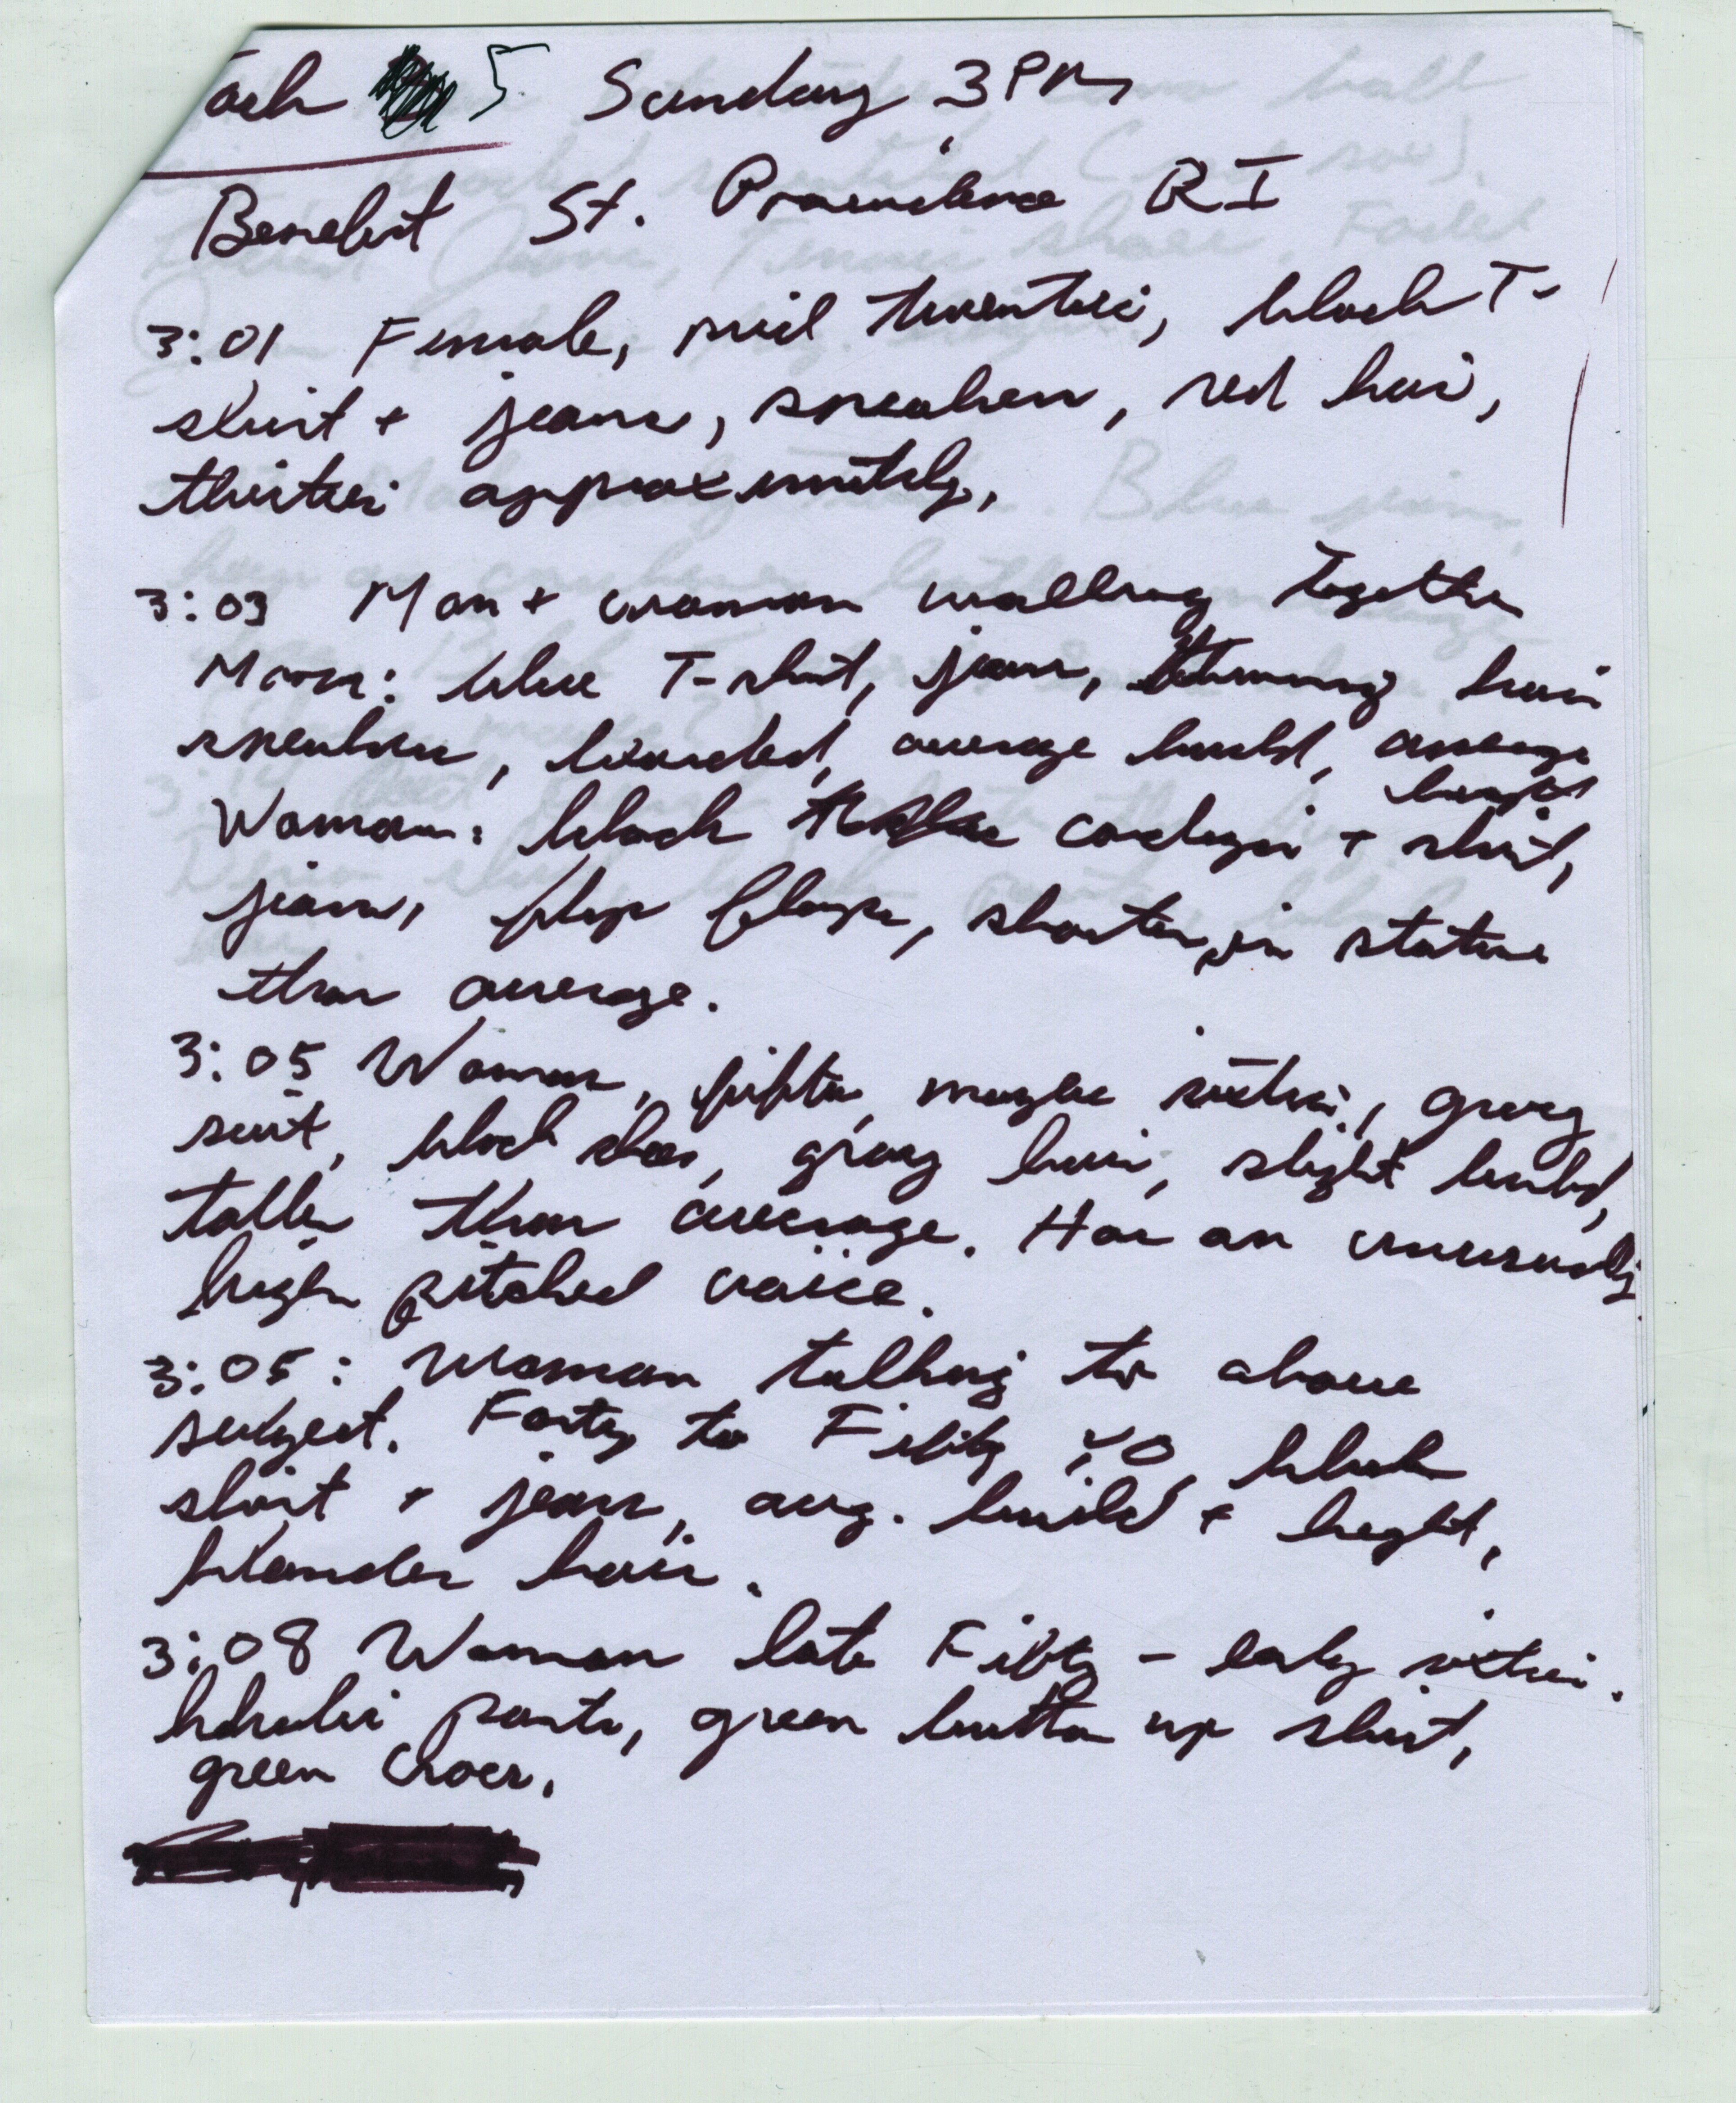 5 Sunday 3PM
Benefit St. Providence RI
3:01 Female, mid twenties, black T-
shirt + jeans, sneakers, red hair,
thirties approximately,
3:03 Man + woman walking together
Man: blue T-shirt, jeans, thinning hair
sneakers, bearded, average build, average
height
Woman: black cardigan + shirt,
jeans, flip flops, shorter in stature
than average.
3:05 Woman, fifties maybe sixties, gray
suit, black shoes, gray hair, slight build,
taller than average. Has an unusually
high pitched voice.
3:05: Woman talking to above
subject. Forty to Fifty YO black
shirt + jeans, avg. build + height,
blonder hair.
3:08 Woman late Fifty - early sixties.
khaki pants, green button up shirt,
green Crocs.